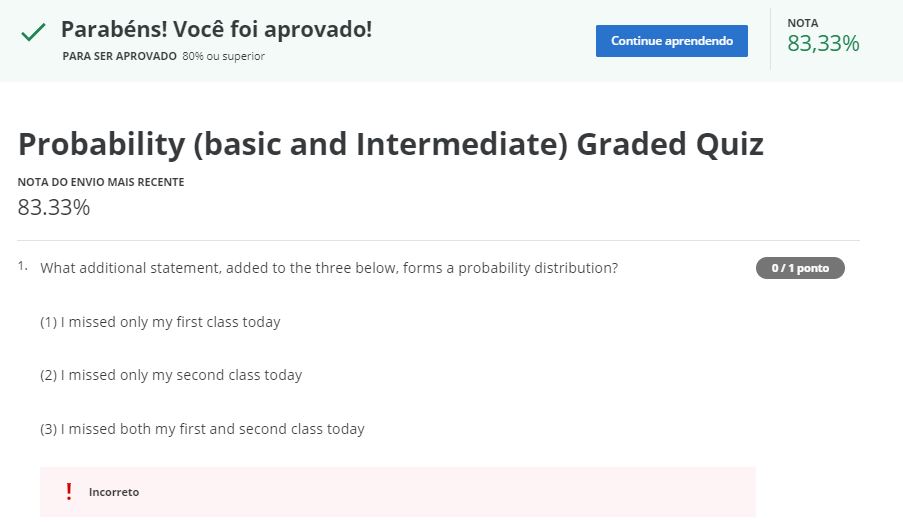 Parabéns! Você foi aprovado!
PARA SER APROVADO 80% ou superior
Continue aprendendo
NOTA
83,33%
Probability (basic and Intermediate) Graded Quiz
NOTA DO ENVIO MAIS RECENTE
83.33%
1. What additional statement, added to the three below, forms a probability distribution?
0 / 1 ponto
(1) I missed only my first class today
(2) I missed only my second class today
(3) I missed both my first and second class today
! Incorreto